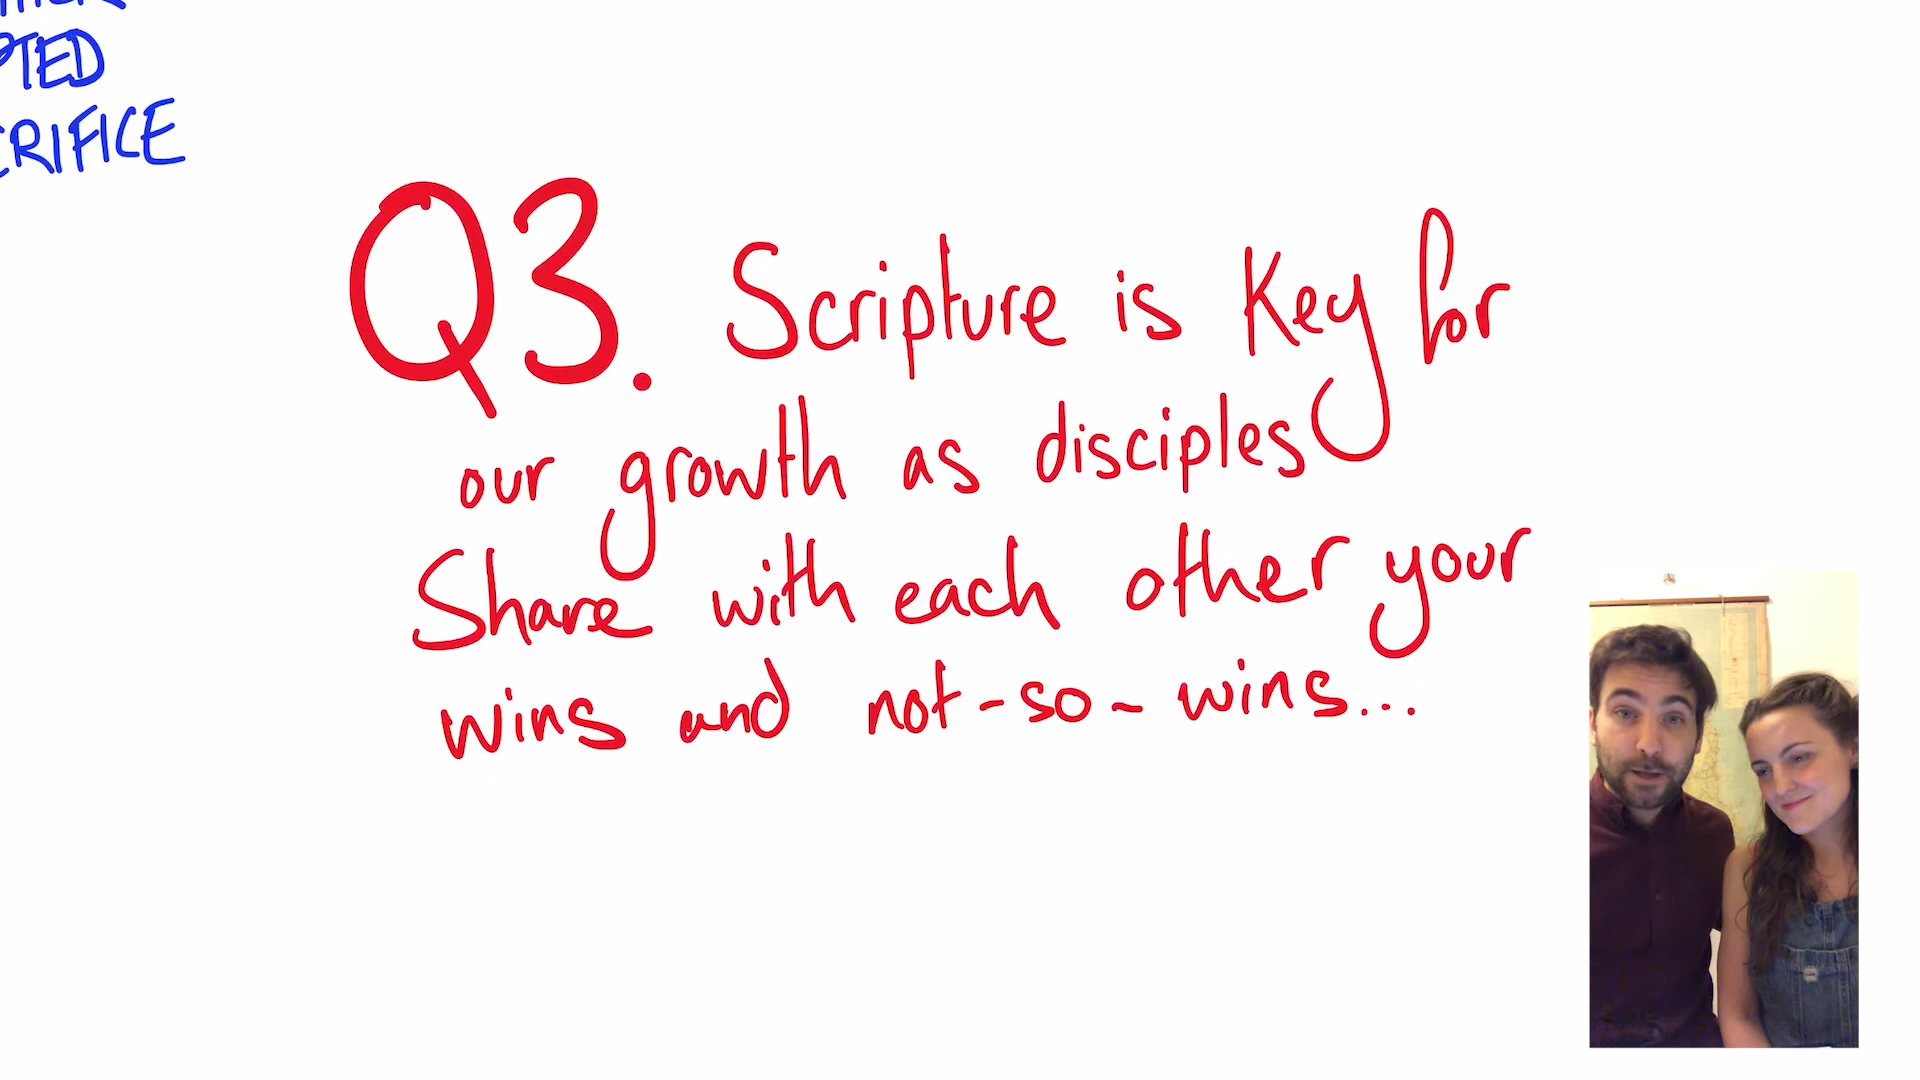 PTED
CRIFICE
Q3. Scripture is Key for
our growth as disciples
Share with each other your
wins and not-so-wins...